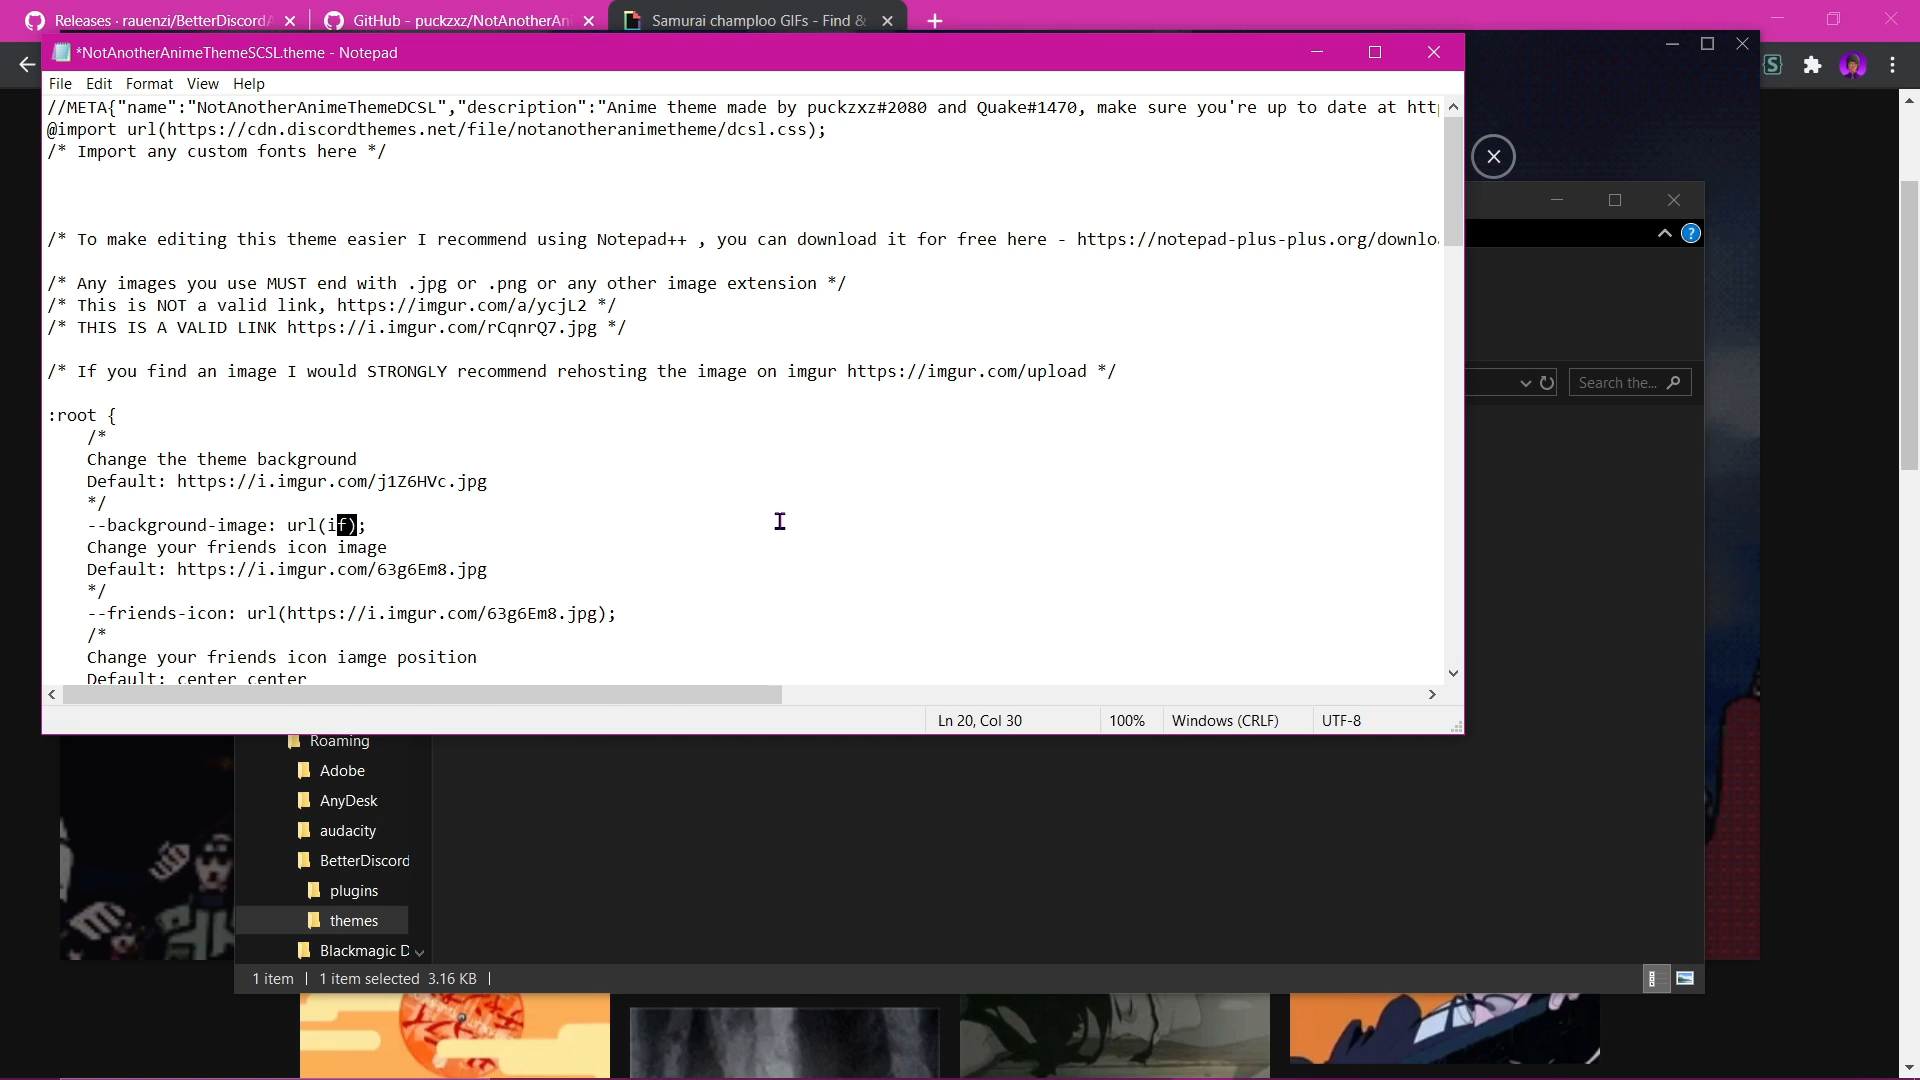 Releases · rauenzi/BetterDiscordA
GitHub - puckzxz/NotAnotherAni
Samurai champloo GIFs - Find &
*NotAnotherAnimeThemeSCSL.theme - Notepad
File Edit Format View Help
//META{"name":"NotAnotherAnimeThemeDCSL","description":"Anime theme made by puckzxz#2080 and Quake#1470, make sure you're up to date at http
@import url(https://cdn.discordthemes.net/file/notanotheranimetheme/dcsl.css);
/* Import any custom fonts here */
/* To make editing this theme easier I recommend using Notepad++ , you can download it for free here - https://notepad-plus-plus.org/downlo
/* Any images you use MUST end with .jpg or .png or any other image extension */
/* This is NOT a valid link, https://imgur.com/a/ycjL2 */
/* THIS IS A VALID LINK https://i.imgur.com/rCqnrQ7.jpg */
/* If you find an image I would STRONGLY recommend rehosting the image on imgur https://imgur.com/upload */
Search the...
:root {
/*
Change the theme background
Default: https://i.imgur.com/j1Z6HVc.jpg
*/
--background-image: url(if);
Change your friends icon image
Default: https://i.imgur.com/63g6Em8.jpg
*/
--friends-icon: url(https://i.imgur.com/63g6Em8.jpg);
/*
Change your friends icon iamge position
Default: center center
Ln 20, Col 30
100%
Windows (CRLF)
UTF-8
Roaming
Adobe
AnyDesk
audacity
BetterDiscord
plugins
themes
Blackmagic D
1 item
1 item selected 3.16 KB